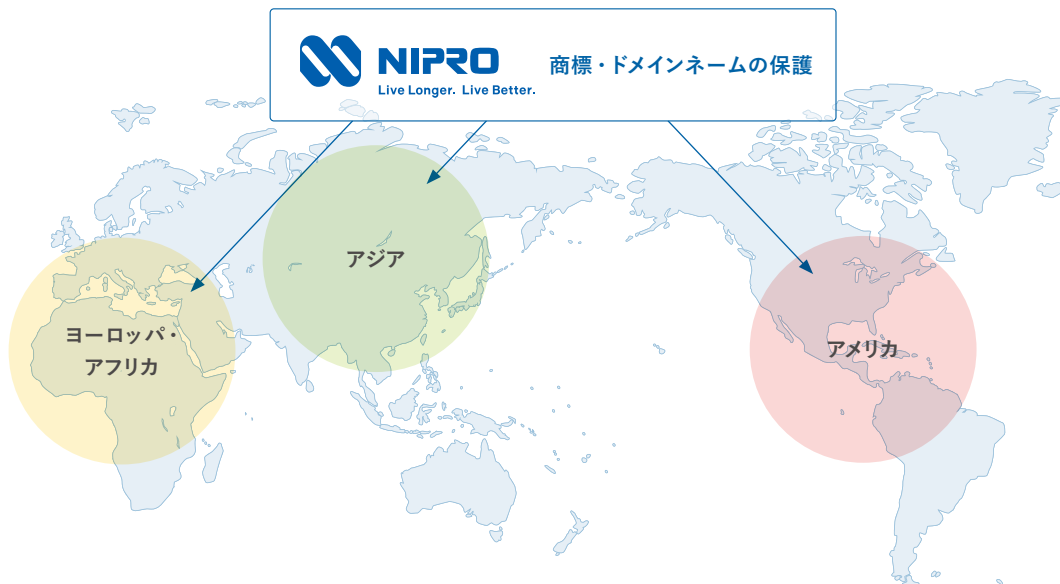 NIPRO
Live Longer. Live Better.
商標・ドメインネームの保護
アジア
ヨーロッパ・
アフリカ
アメリカ